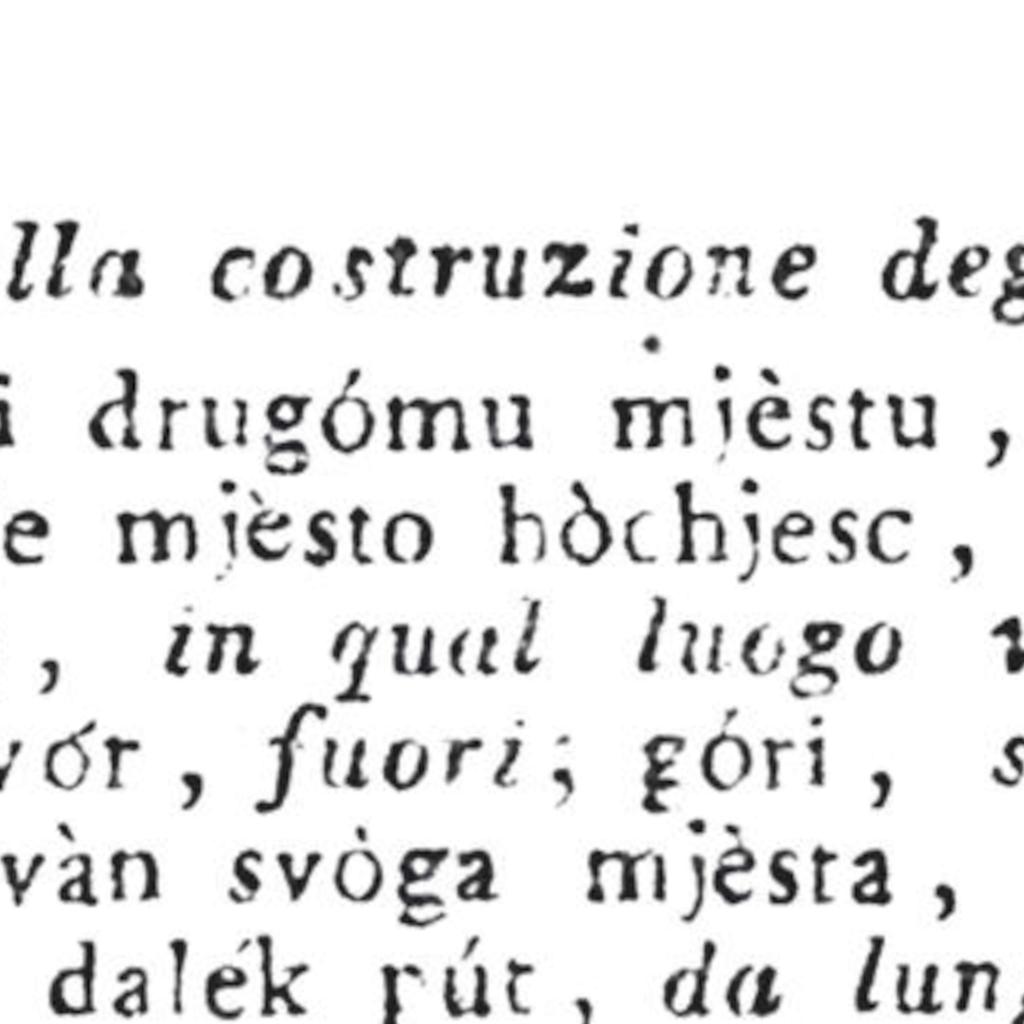 lla costruzione deg
i drugómu mjèstu ,
e mjèsto hòchjesc ,
, in qual luogo
vór , fuori; góri , s
vàn svòga mjèsta ,
dalék pút , da lun